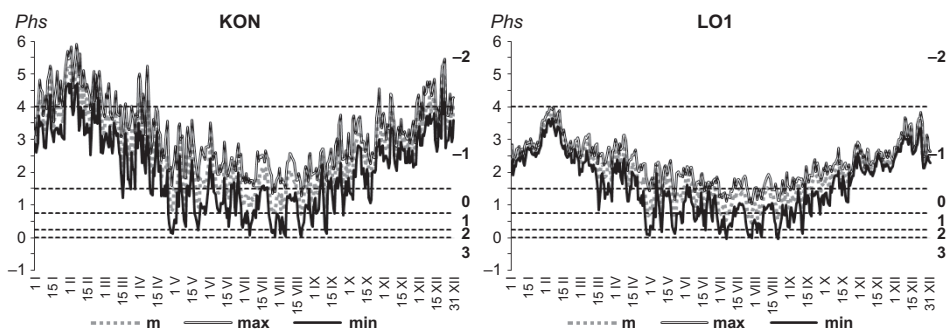 Phs KON
6
5
4
3
2
1
0
–1
–2
–1
0
1
2
3
1 I
15 I
1 II
15 II
1 III
15 III
1 IV
15 IV
1 V
15 V
1 VI
15 VI
1 VII
15 VII
1 VIII
15 VIII
1 IX
15 IX
1 X
15 X
1 XI
15 XI
1 XII
15 XII
31 XII
m max min
Phs LO1
6
5
4
3
2
1
0
–1
–2
–1
0
1
2
3
1 I
15 I
1 II
15 II
1 III
15 III
1 IV
15 IV
1 V
15 V
1 VI
15 VI
1 VII
15 VII
1 VIII
15 VIII
1 IX
15 IX
1 X
15 X
1 XI
15 XI
1 XII
15 XII
31 XII
m max min